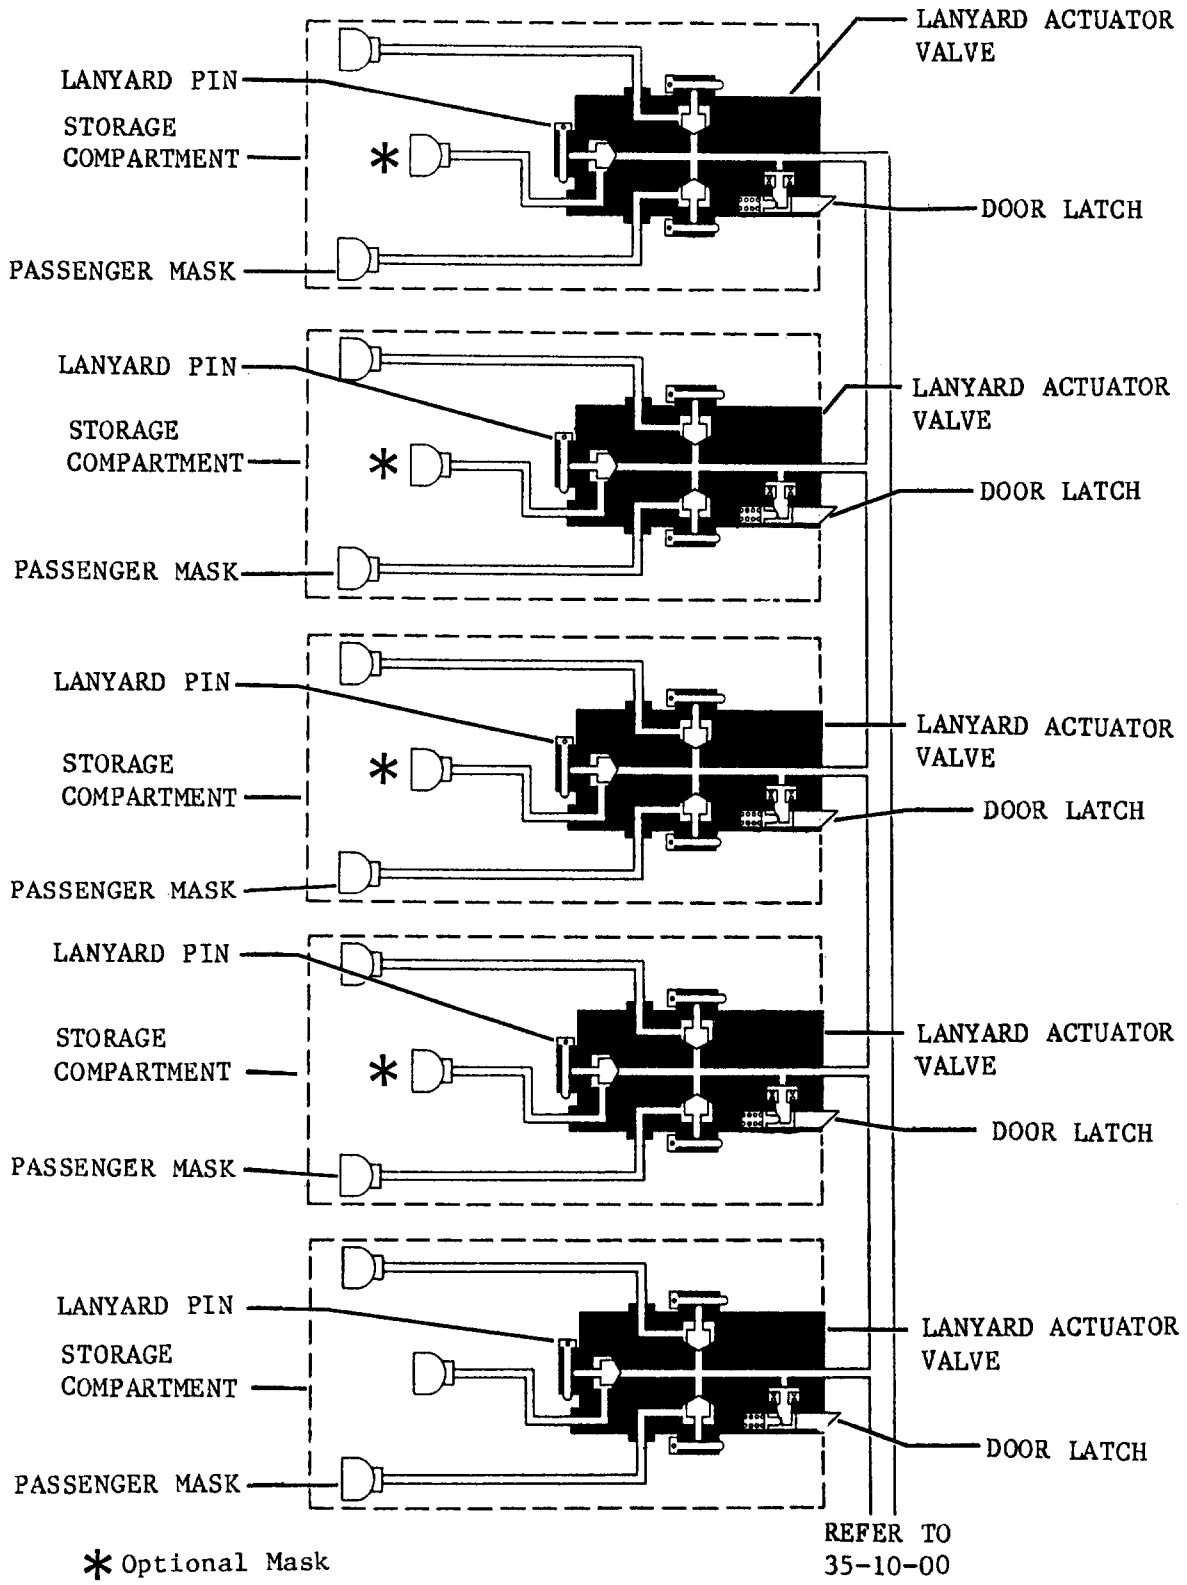 LANYARD ACTUATOR
VALVE
LANYARD PIN
STORAGE
COMPARTMENT
*
DOOR LATCH
PASSENGER MASK
LANYARD PIN
LANYARD ACTUATOR
VALVE
STORAGE
COMPARTMENT
*
DOOR LATCH
PASSENGER MASK
LANYARD PIN
LANYARD ACTUATOR
VALVE
STORAGE
COMPARTMENT
*
DOOR LATCH
PASSENGER MASK
LANYARD PIN
LANYARD ACTUATOR
VALVE
STORAGE
COMPARTMENT
*
DOOR LATCH
PASSENGER MASK
LANYARD PIN
LANYARD ACTUATOR
VALVE
STORAGE
COMPARTMENT
DOOR LATCH
PASSENGER MASK
REFER TO
35-10-00
* Optional Mask